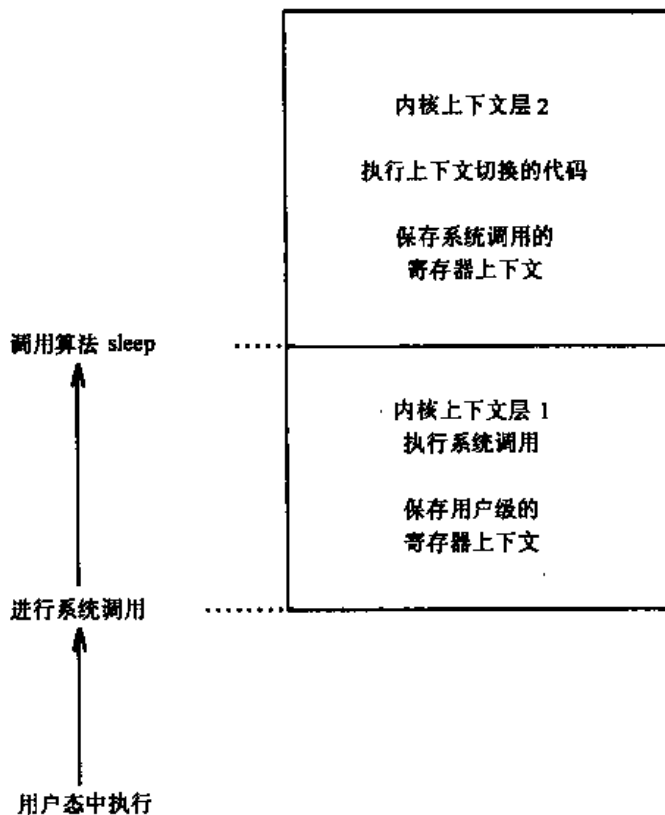 内核上下文层 2
执行上下文切换的代码
保存系统调用的
寄存器上下文
调用算法 sleep
内核上下文层 1
执行系统调用
保存用户级的
寄存器上下文
进行系统调用
用户态中执行